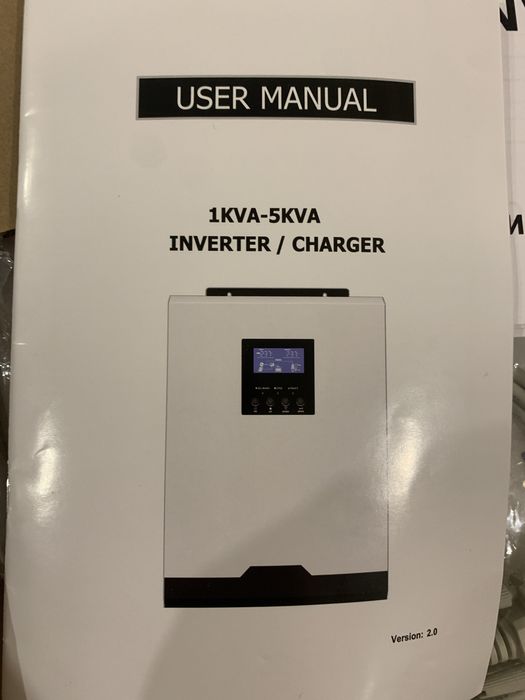 USER MANUAL
1KVA-5KVA
INVERTER / CHARGER
Version: 2.0